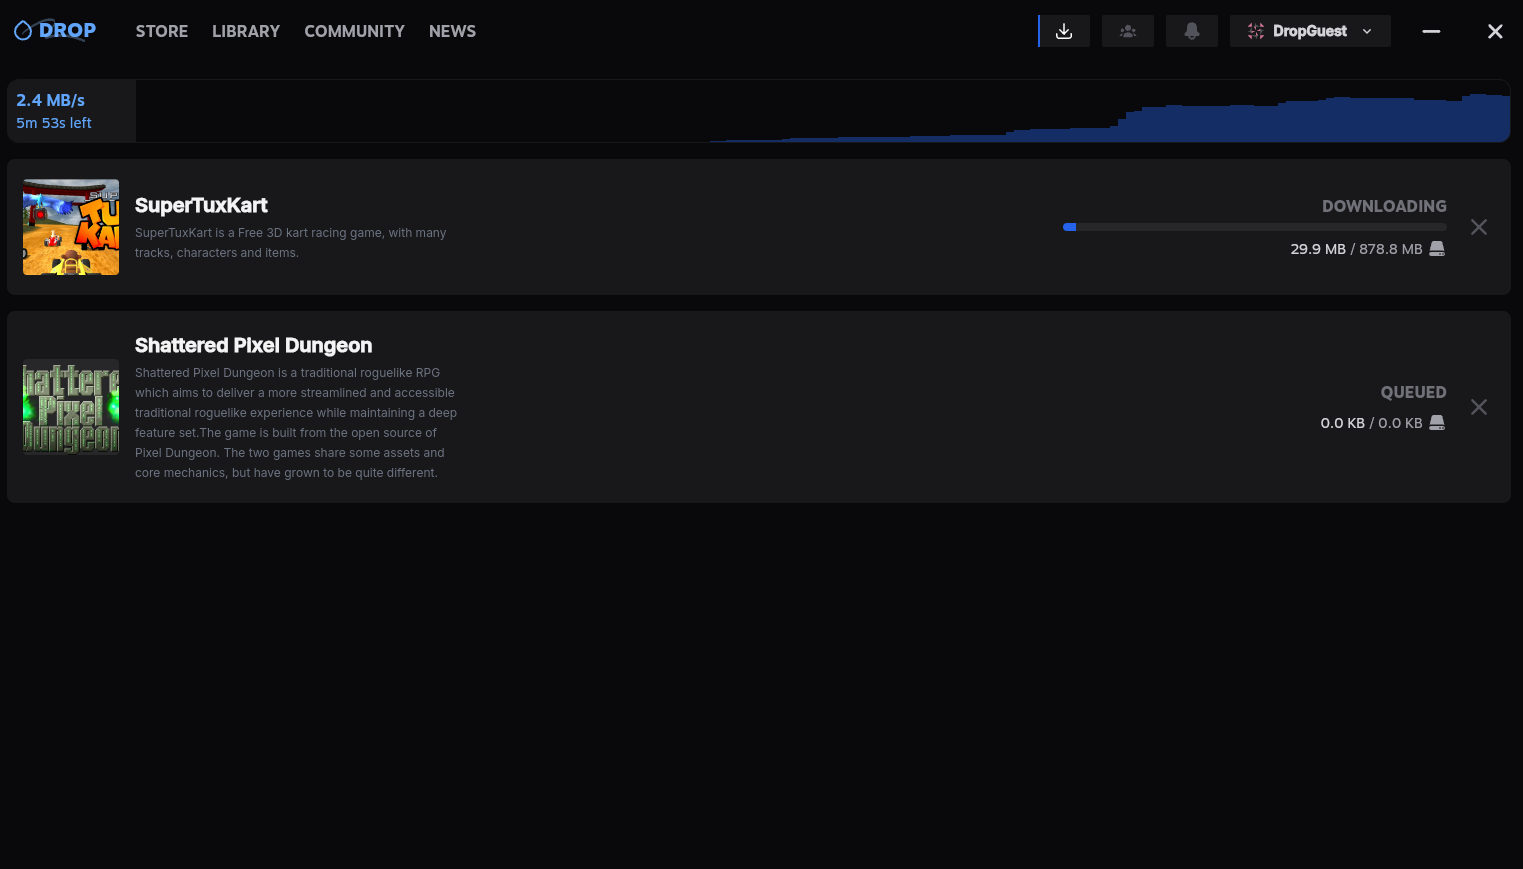 DROP
STORE LIBRARY COMMUNITY NEWS
DropGuest
2.4 MB/s
5m 53s left
SuperTuxKart
SuperTuxKart is a Free 3D kart racing game, with many
tracks, characters and items.
DOWNLOADING
29.9 MB / 878.8 MB
Shattered Pixel Dungeon
Shattered Pixel Dungeon is a traditional roguelike RPG
which aims to deliver a more streamlined and accessible
traditional roguelike experience while maintaining a deep
feature set.The game is built from the open source of
Pixel Dungeon. The two games share some assets and
core mechanics, but have grown to be quite different.
hattere
Pixel
Dungeon
QUEUED
0.0 KB / 0.0 KB